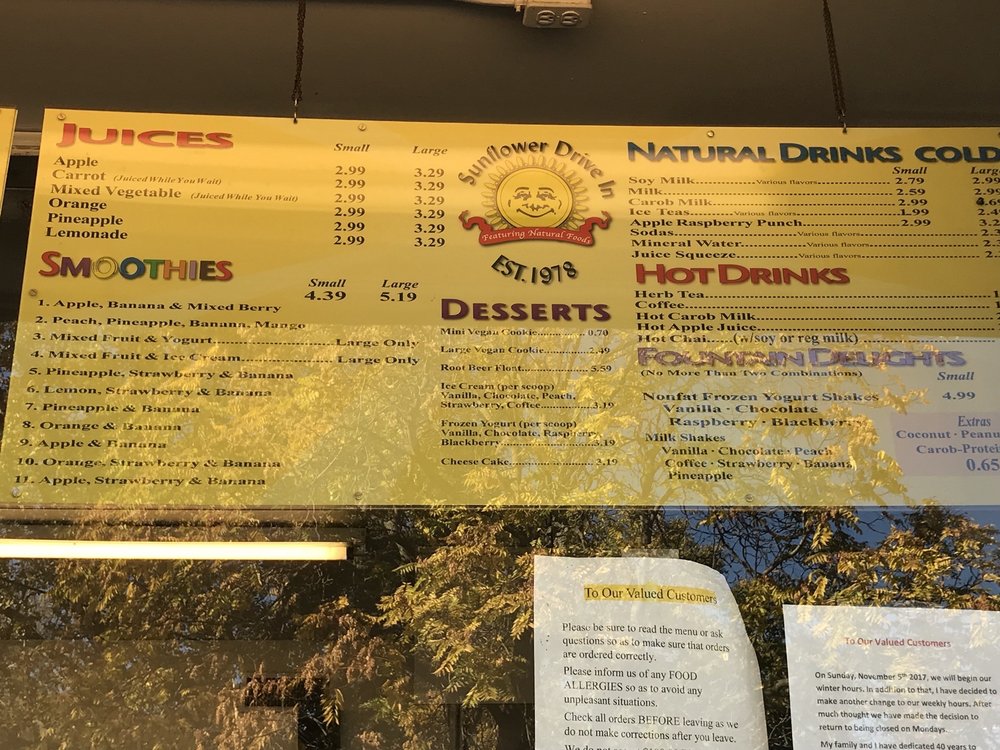 JUICES
Small Large
Apple 2.99 3.29
Carrot (Juiced While You Wait) 2.99 3.29
Mixed Vegetable (Juiced While You Wait) 2.99 3.29
Orange 2.99 3.29
Pineapple 2.99 3.29
Lemonade 2.99 3.29
SMOOTHIES
Small Large
4.39 5.19
1. Apple, Banana & Mixed Berry
2. Peach, Pineapple, Banana, Mango
3. Mixed Fruit & Yogurt Large Only
4. Mixed Fruit & Ice Cream Large Only
5. Pineapple, Strawberry & Banana
6. Lemon, Strawberry & Banana
7. Pineapple & Banana
8. Orange & Banana
9. Apple & Banana
10. Orange, Strawberry & Banana
11. Apple, Strawberry & Banana
Sunflower Drive In
Featuring Natural Foods
EST. 1978
DESSERTS
Mini Vegan Cookie 0.70
Large Vegan Cookie 2.49
Root Beer Float 5.59
Ice Cream (per scoop)
Vanilla, Chocolate, Peach,
Strawberry, Coffee 3.19
Frozen Yogurt (per scoop)
Vanilla, Chocolate, Raspberry
Blackberry 3.19
Cheese Cake 3.19
NATURAL DRINKS COLD
Small
Soy Milk Various flavors 2.79 2.99
Milk 2.59 2.99
Carob Milk 2.99
Ice Teas Various flavors 1.99
Apple Raspberry Punch 2.99
Sodas Various flavors
Mineral Water Various flavors
Juice Squeeze Various flavors
HOT DRINKS
Herb Tea
Coffee
Hot Carob Milk
Hot Apple Juice
Hot Chai (w/soy or reg milk)
FOUNTAIN DELIGHTS
(No More Than Two Combinations) Small
Nonfat Frozen Yogurt Shakes 4.99
Vanilla · Chocolate
Raspberry · Blackberry
Milk Shakes
Vanilla · Chocolate · Peach
Coffee · Strawberry · Banana
Pineapple
Extras
Coconut ·
Carob-
0.65
To Our Valued Customers
Please be sure to read the menu or ask
questions so as to make sure that orders
are ordered correctly.
Please inform us of any FOOD
ALLERGIES so as to avoid any
unpleasant situations.
Check all orders BEFORE leaving as we
do not make corrections after you leave.
To Our Valued Customers
On Sunday, November 5th 2017, we will begin our
winter hours. In addition to that, I have decided to
make another change to our weekly hours. After
much thought we have made the decision to
return to being closed on Mondays.
My family and I have dedicated 40 years to